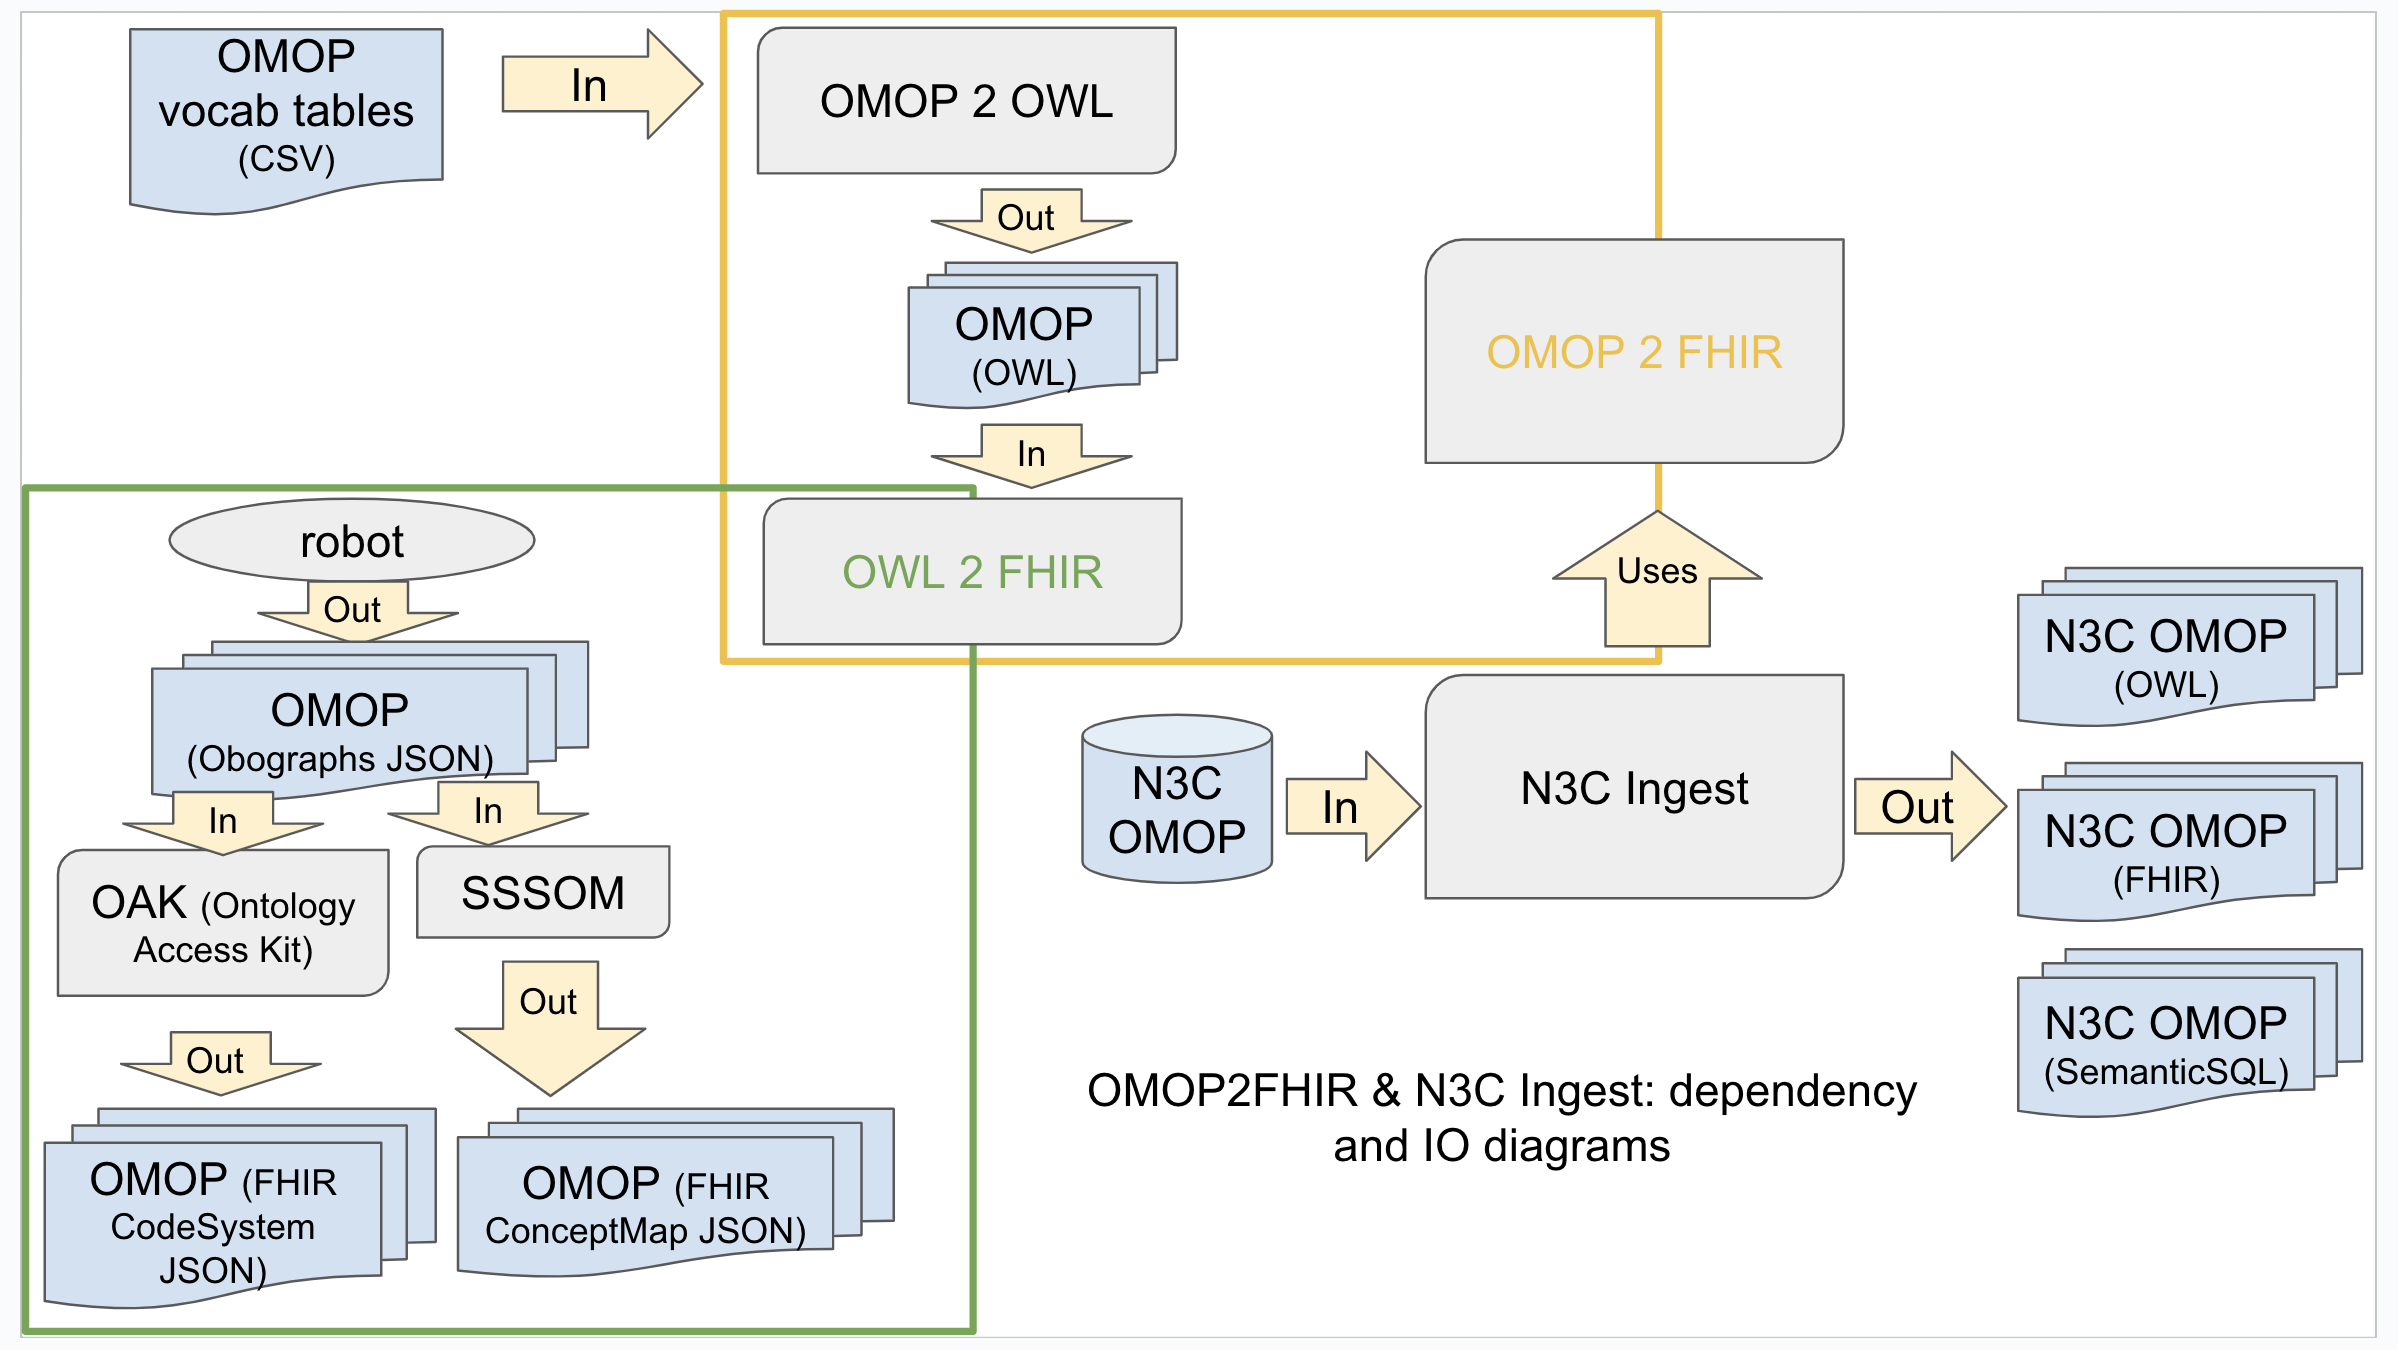 OMOP
vocab tables
(CSV)
In
OMOP 2 OWL
Out
OMOP
(OWL)
In
OMOP 2 FHIR
OWL 2 FHIR
robot
Out
OMOP
(Obographs JSON)
In
In
OAK (Ontology
Access Kit)
SSSOM
Out
Out
OMOP (FHIR
CodeSystem
JSON)
OMOP (FHIR
ConceptMap JSON)
Uses
N3C
OMOP
In
N3C Ingest
Out
N3C OMOP
(OWL)
N3C OMOP
(FHIR)
N3C OMOP
(SemanticSQL)
OMOP2FHIR & N3C Ingest: dependency
and IO diagrams